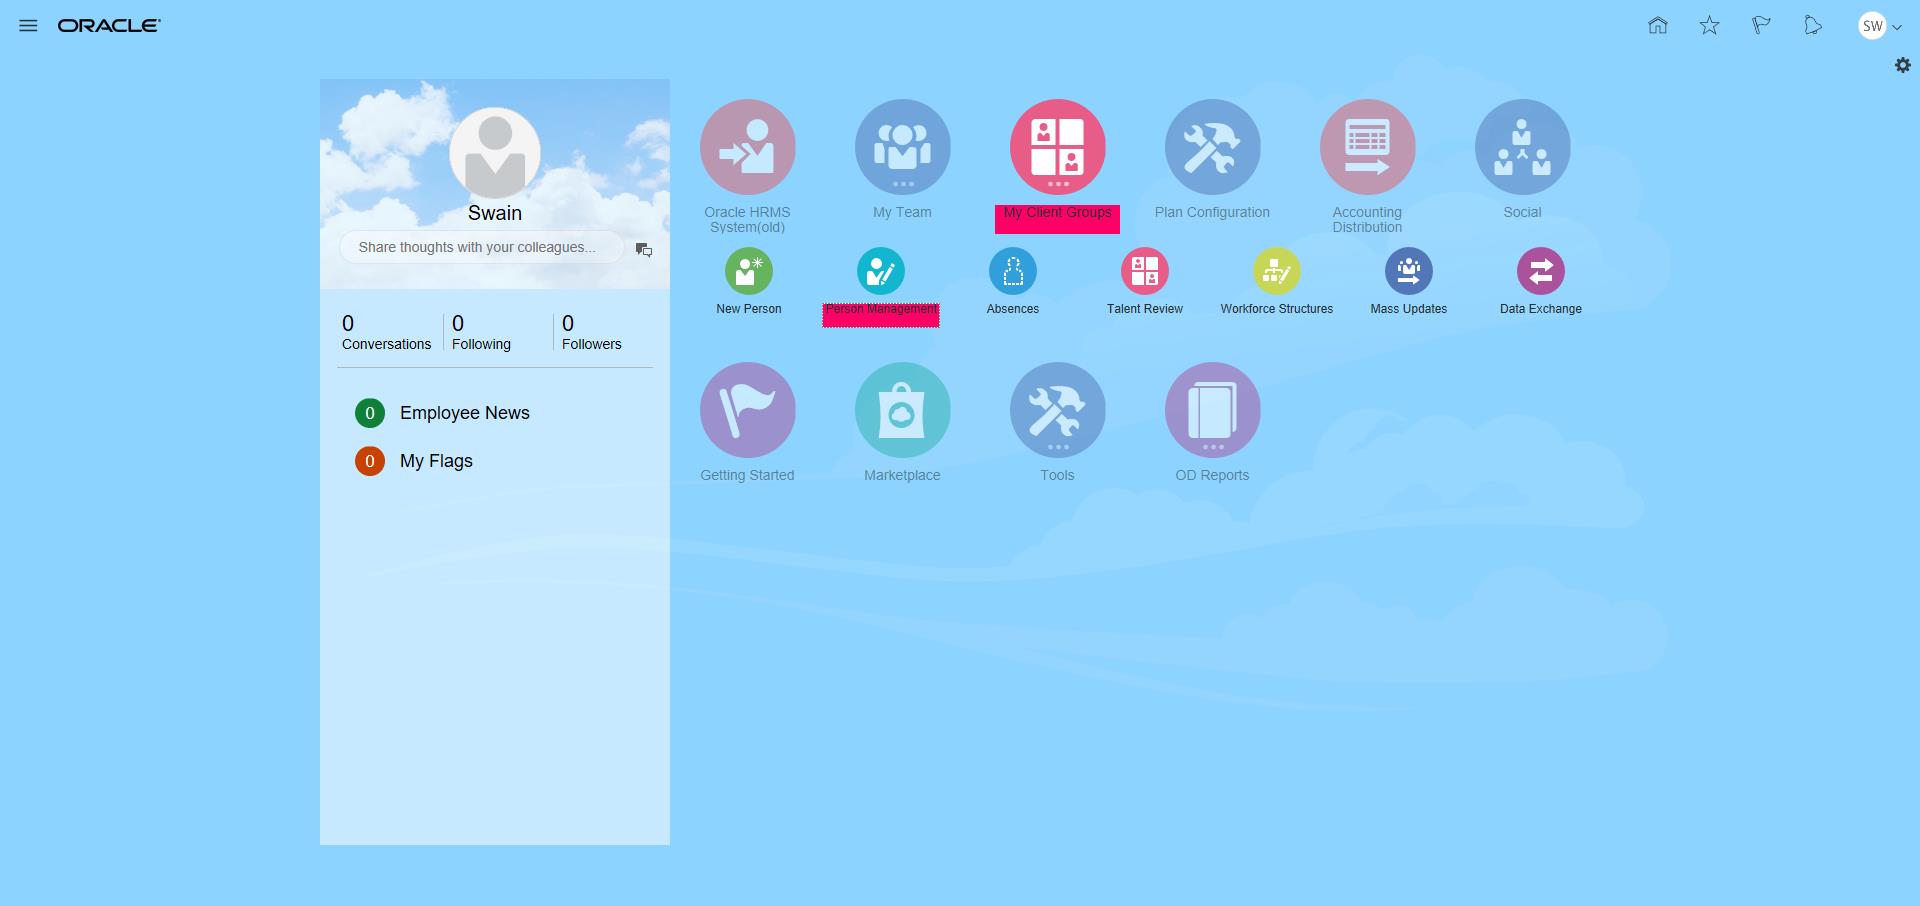 ORACLE
SW
Swain
Share thoughts with your colleagues...
0 0 0
Conversations Following Followers
0 Employee News
0 My Flags
Oracle HRMS
System(old)
My Team
My Client Groups
Plan Configuration
Accounting
Distribution
Social
New Person
Person Management
Absences
Talent Review
Workforce Structures
Mass Updates
Data Exchange
Getting Started
Marketplace
Tools
OD Reports